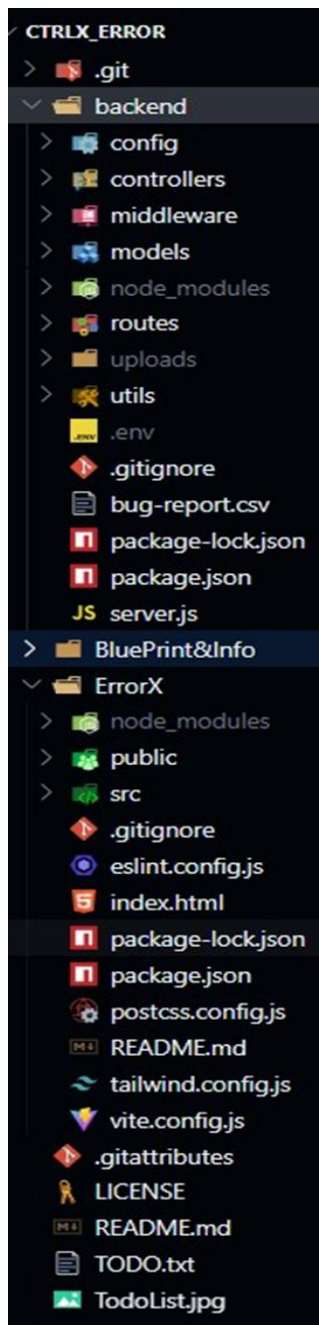 CTRLX_ERROR
.git
backend
config
controllers
middleware
models
node_modules
routes
uploads
utils
.ENV .env
.gitignore
bug-report.csv
package-lock.json
package.json
JS server.js
BluePrint&Info
ErrorX
node_modules
public
src
.gitignore
eslint.config.js
5 index.html
package-lock.json
package.json
postcss.config.js
M↓ README.md
tailwind.config.js
vite.config.js
.gitattributes
LICENSE
M↓ README.md
TODO.txt
TodoList.jpg